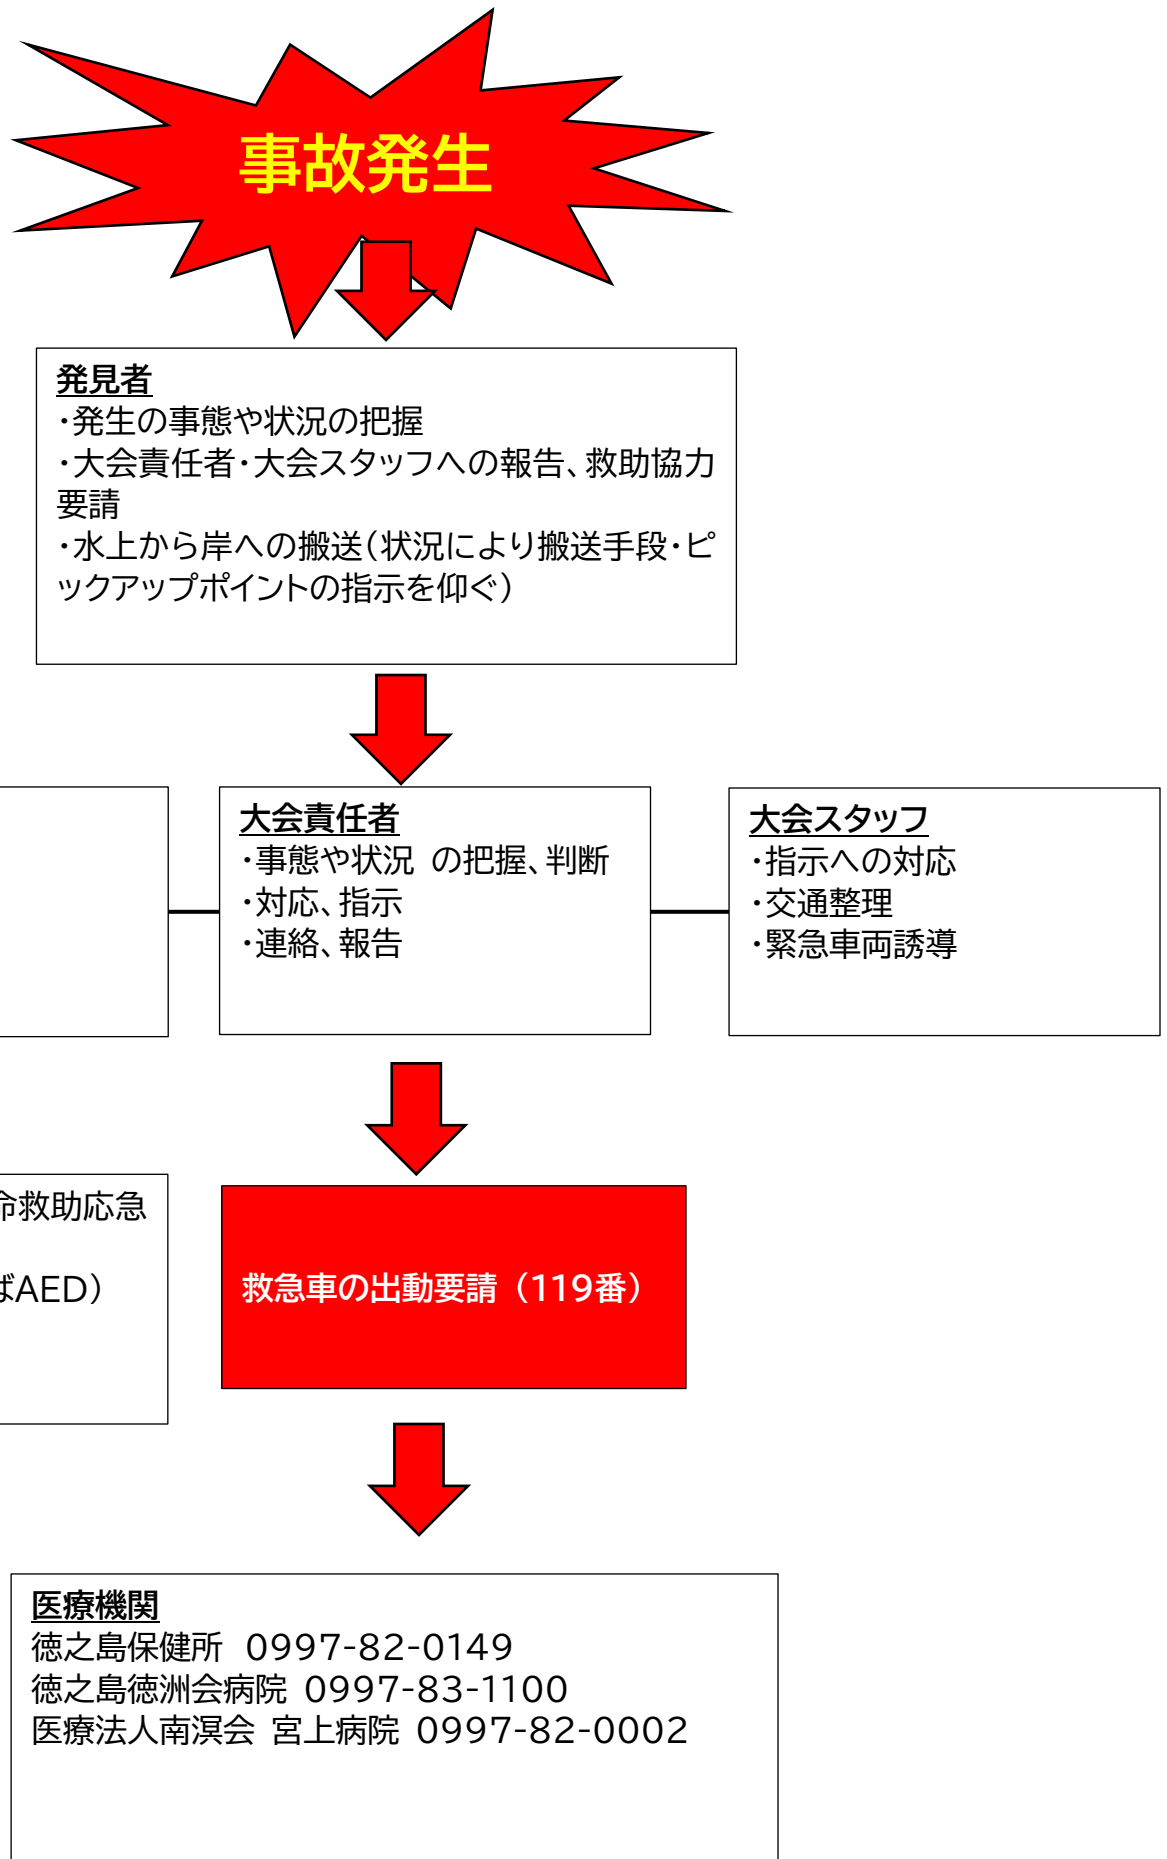 事故発生
発見者
・発生の事態や状況の把握
・大会責任者・大会スタッフへの報告、救助協力
要請
・水上から岸への搬送(状況により搬送手段・ピ
ックアップポイントの指示を仰ぐ)
大会責任者
・事態や状況 の把握、判断
・対応、指示
・連絡、報告
大会スタッフ
・指示への対応
・交通整理
・緊急車両誘導
命救助応急
ばAED)
救急車の出動要請(119番)
医療機関
徳之島保健所 0997-82-0149
徳之島徳洲会病院 0997-83-1100
医療法人南溟会 宮上病院 0997-82-0002